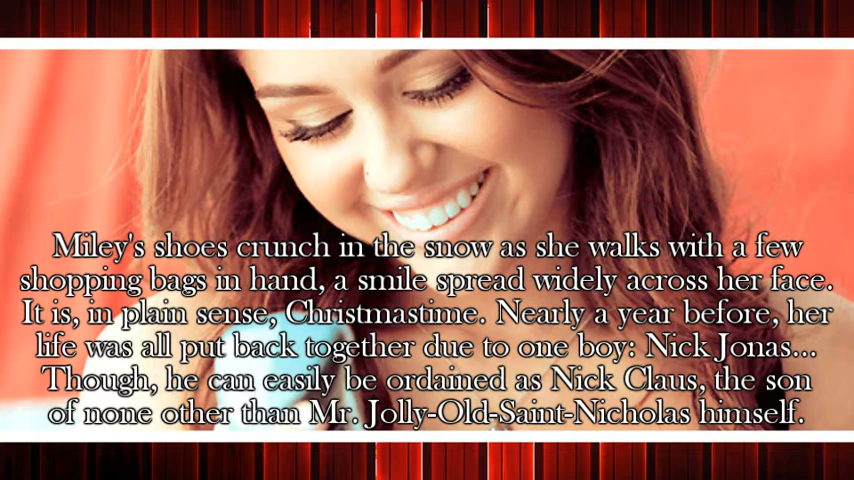 Miley's shoes crunch in the snow as she walks with a few
shopping bags in hand, a smile spread widely across her face.
It is, in plain sense, Christmastime. Nearly a year before, her
life was all put back together due to one boy: Nick Jonas...
Though, he can easily be ordained as Nick Claus, the son
of none other than Mr. Jolly-Old-Saint-Nicholas himself.